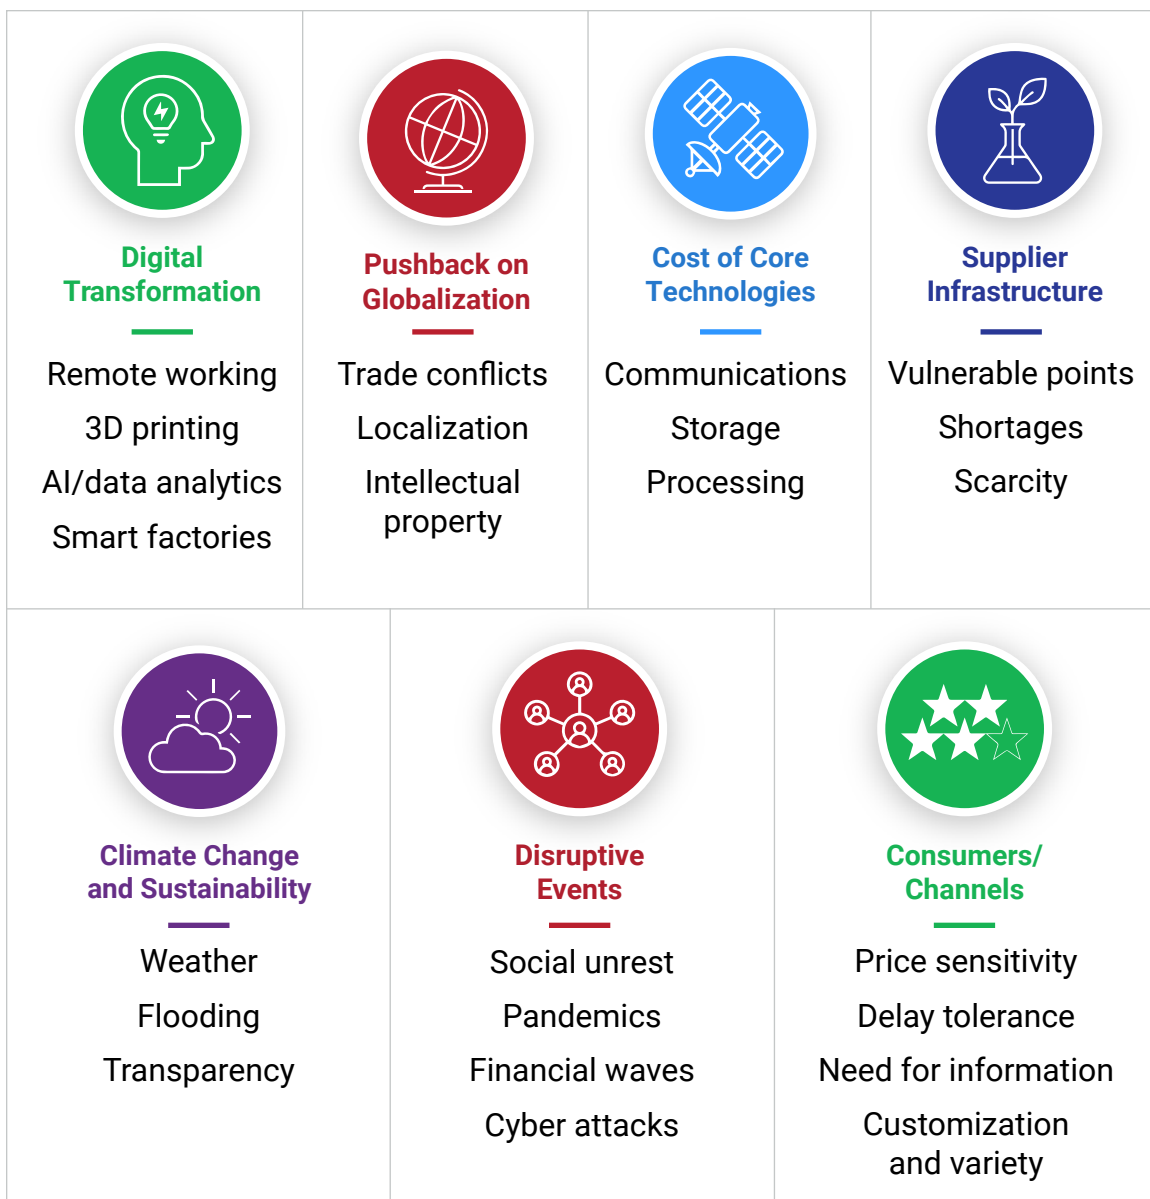 Digital
Transformation
Remote working
3D printing
AI/data analytics
Smart factories
Pushback on
Globalization
Trade conflicts
Localization
Intellectual
property
Cost of Core
Technologies
Communications
Storage
Processing
Supplier
Infrastructure
Vulnerable points
Shortages
Scarcity
Climate Change
and Sustainability
Weather
Flooding
Transparency
Disruptive
Events
Social unrest
Pandemics
Financial waves
Cyber attacks
Consumers/
Channels
Price sensitivity
Delay tolerance
Need for information
Customization
and variety